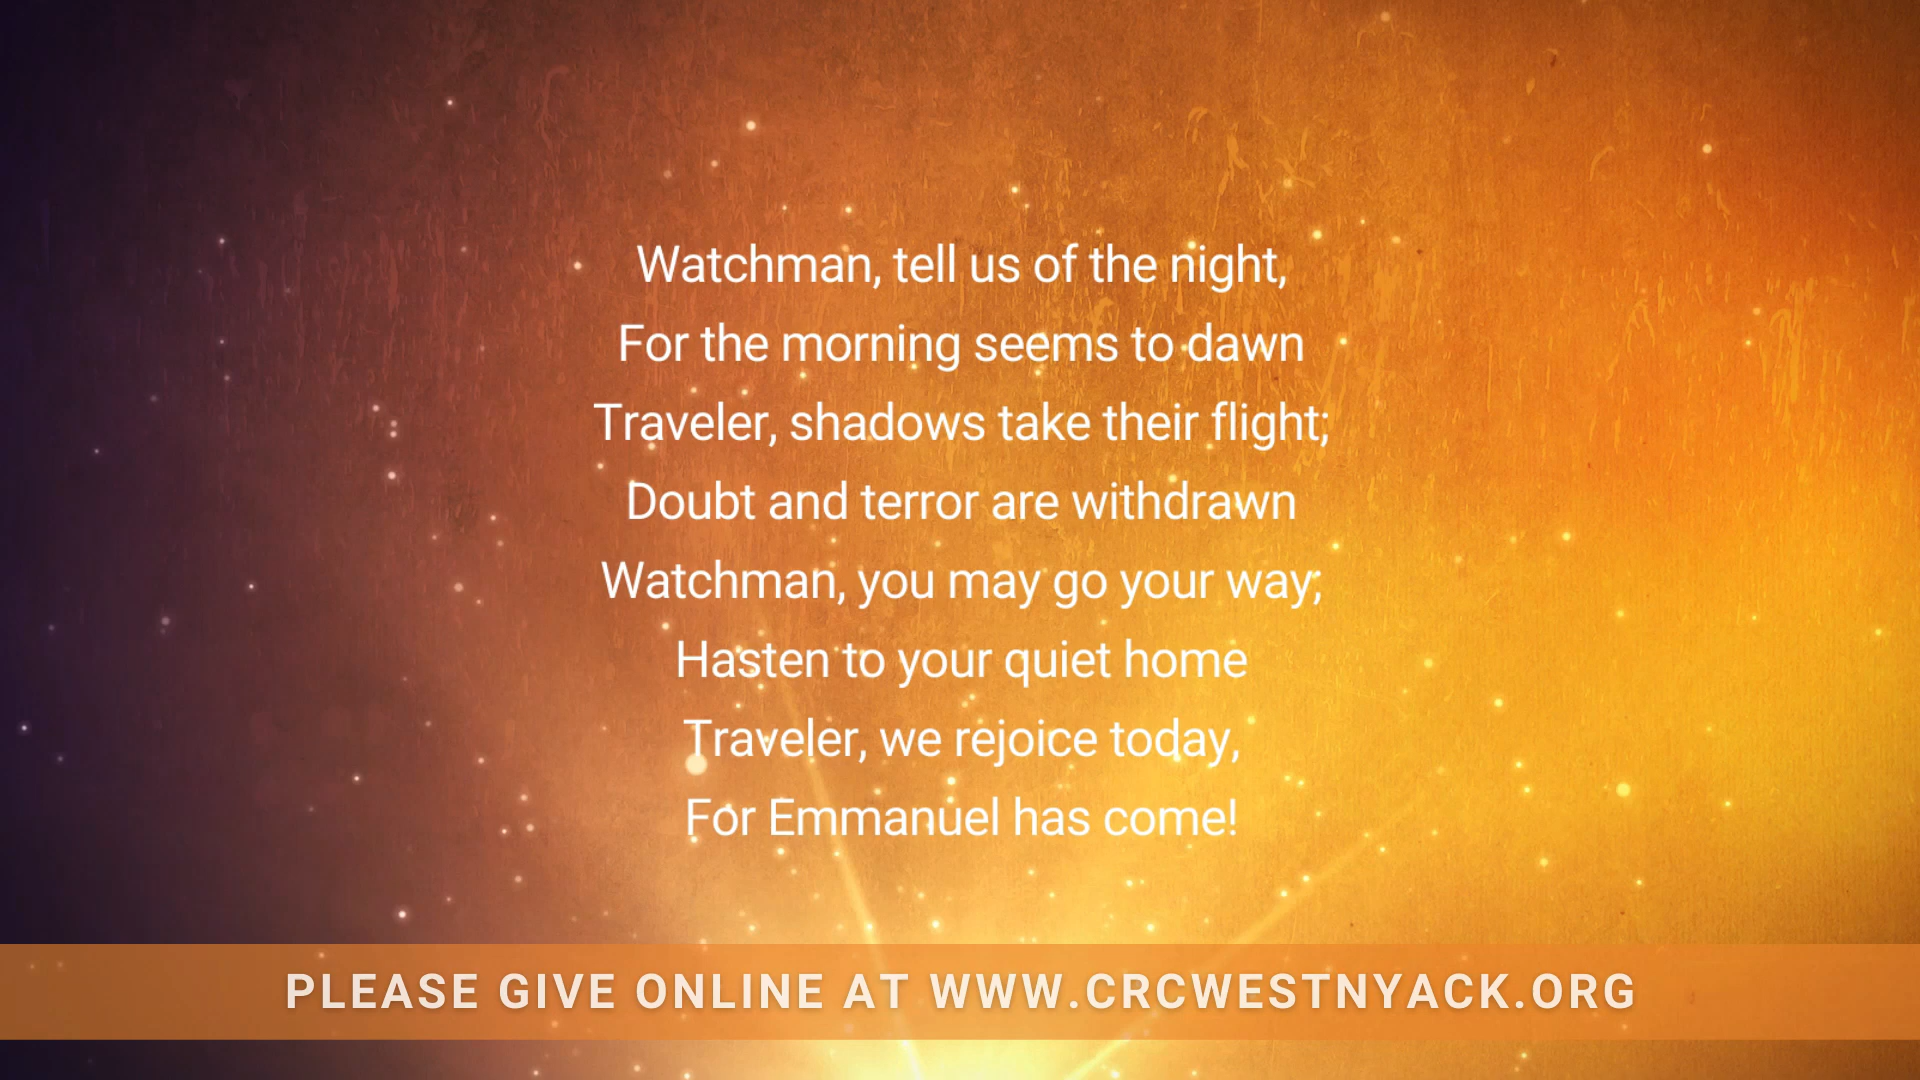 Watchman, tell us of the night,
For the morning seems to dawn
Traveler, shadows take their flight;
Doubt and terror are withdrawn
Watchman, you may go your way;
Hasten to your quiet home
Traveler, we rejoice today,
For Emmanuel has come!
PLEASE GIVE ONLINE AT WWW.CRCWESTNYACK.ORG